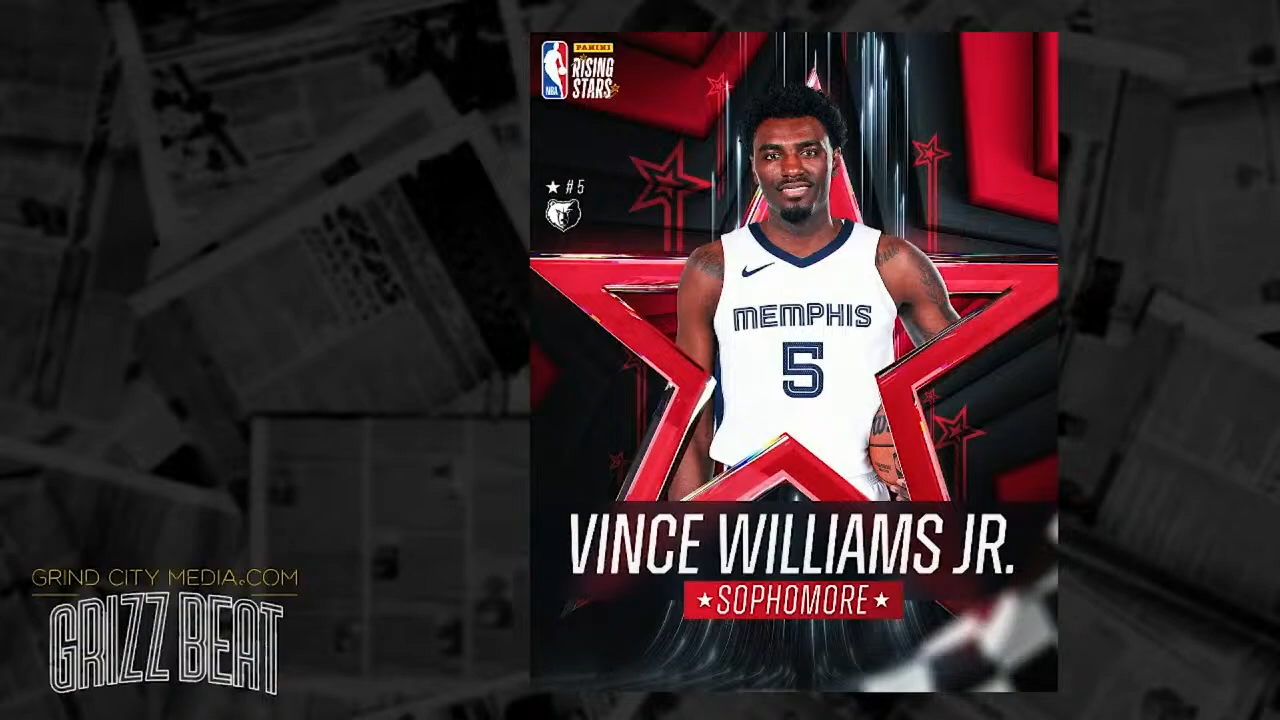 PANINI
RISING
STARS
NBA
★ #5
MEMPHIS
5
VINCE WILLIAMS JR.
★SOPHOMORE★
GRIND CITY MEDIA.COM
GRIZZ BEAT